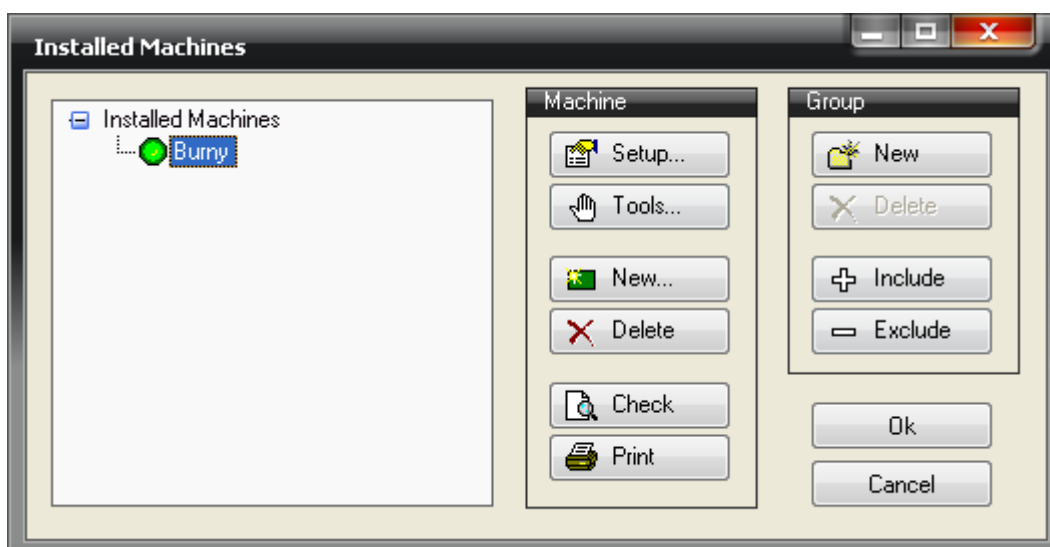 Installed Machines
Installed Machines
Burny
Machine
Setup...
Tools...
New...
Delete
Check
Print
Group
New
Delete
Include
Exclude
Ok
Cancel